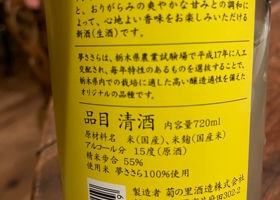 と、おりがらみの爽やかな甘みとの調和に
よって、心地よい香味をお楽しみいただける
新酒(生酒)です。
夢ささらは、栃木県農業試験場で平成17年に人工
交配され、毎年特性のあるものを選抜することで、
栃木県内での栽培に適した高い醸造適性を備えた
オリジナルの品種です。
品目 清酒 内容量720ml
原材料名 米(国産)、米麹(国産米)
アルコール分 15度(原酒)
精米歩合 55%
使用米 夢ささら100%使用
製造者 菊の里酒造株式会
302-2